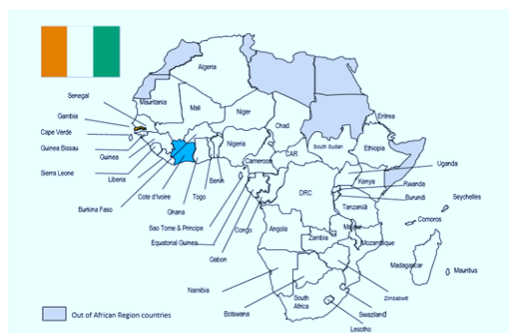 Algeria
Senegal
Mauritania
Mali
Niger
Chad
Eritrea
Gambia
Cape Verde
Guinea Bissau
Guinea
Sierra Leone
Liberia
Burkina Faso
Cote d'Ivoire
Ghana
Togo
Benin
Nigeria
Cameroon
CAR
South Sudan
Ethiopia
Uganda
Kenya
Rwanda
Burundi
DRC
Tanzania
Seychelles
Comoros
Sao Tome & Principe
Equatorial Guinea
Gabon
Congo
Angola
Zambia
Mozambique
Madagascar
Mauritius
Namibia
Botswana
South
Africa
Zimbabwe
Swaziland
Lesotho
Out of African Region countries